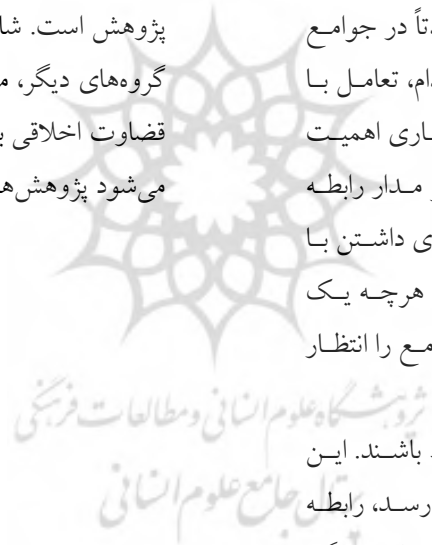 دتاً در جوامع
دام، تعامل با
اری اهمیت
مدار رابطه
ی داشتن با
هرچه یک
مع را انتظار
باشند. این
رسد، رابطه
پژوهش است. شا
گروه‌های دیگر، م
قضاوت اخلاقی ب
می‌شود پژوهش‌ه
پژوهشگاه علوم انسانی و مطالعات فرهنگی
پرتال جامع علوم انسانی